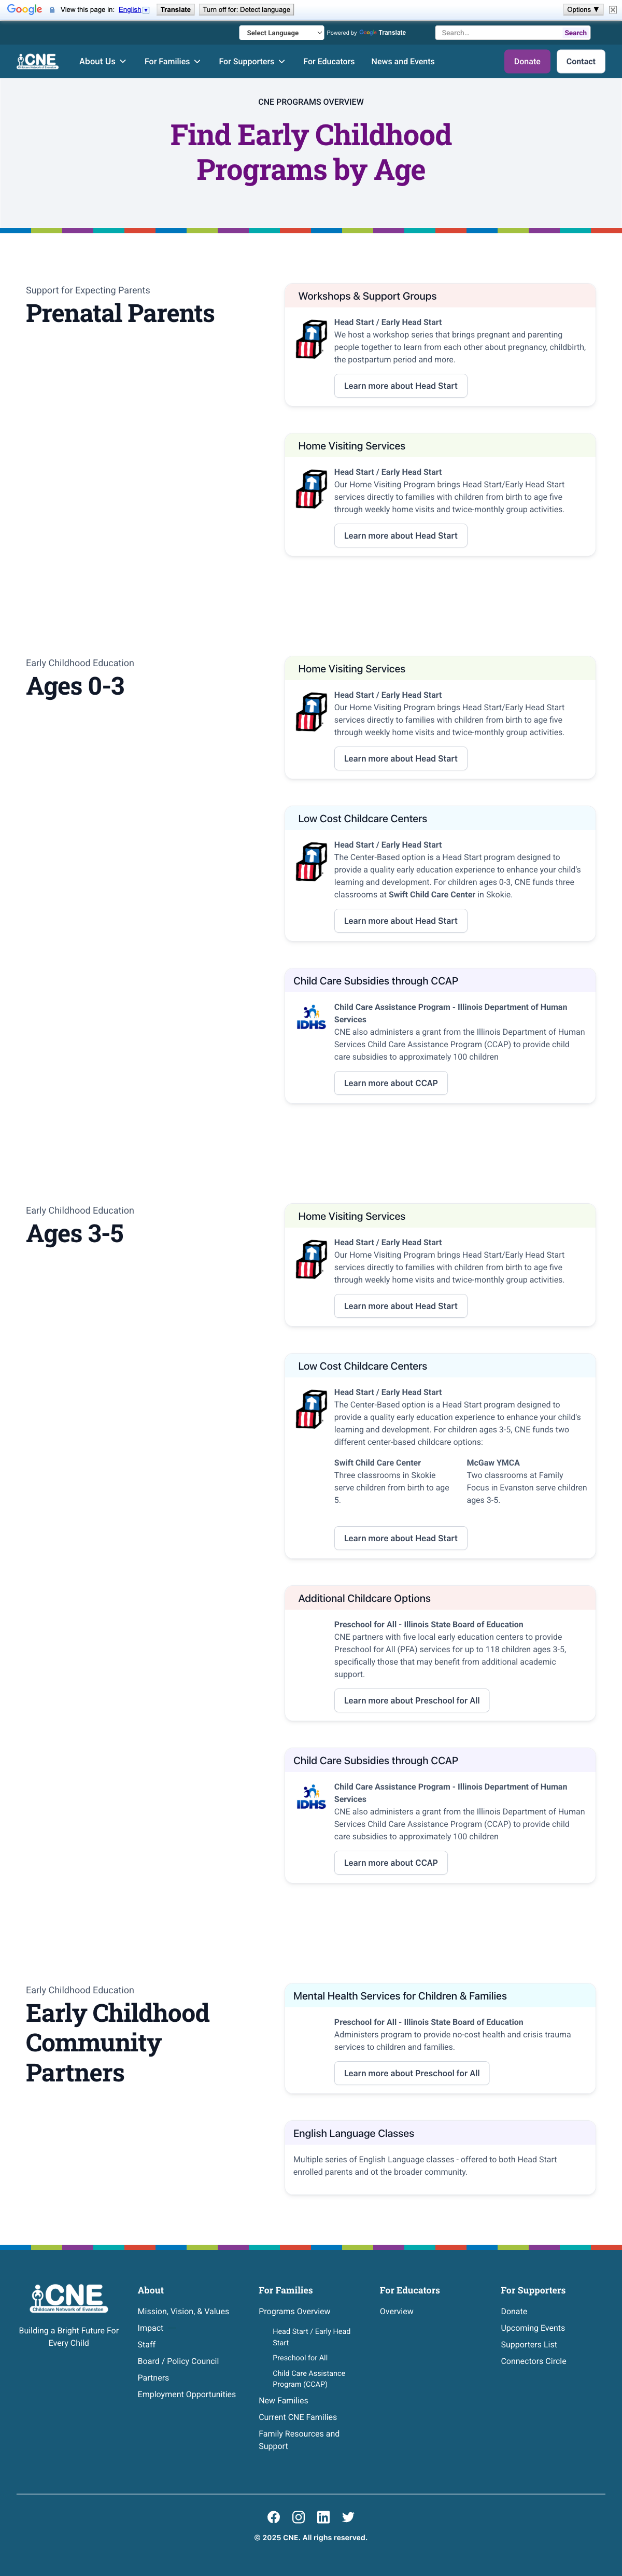 Google View this page in: English Translate Turn off for: Detect language Options ▼
Select Language Powered by Google Translate Search... Search
CNE About Us For Families For Supporters For Educators News and Events Donate Contact
CNE PROGRAMS OVERVIEW
Find Early Childhood
Programs by Age
Support for Expecting Parents
Prenatal Parents
Workshops & Support Groups
Head Start / Early Head Start
We host a workshop series that brings pregnant and parenting
people together to learn from each other about pregnancy, childbirth,
the postpartum period and more.
Learn more about Head Start
Home Visiting Services
Head Start / Early Head Start
Our Home Visiting Program brings Head Start/Early Head Start
services directly to families with children from birth to age five
through weekly home visits and twice-monthly group activities.
Learn more about Head Start
Early Childhood Education
Ages 0-3
Home Visiting Services
Head Start / Early Head Start
Our Home Visiting Program brings Head Start/Early Head Start
services directly to families with children from birth to age five
through weekly home visits and twice-monthly group activities.
Learn more about Head Start
Low Cost Childcare Centers
Head Start / Early Head Start
The Center-Based option is a Head Start program designed to
provide a quality early education experience to enhance your child's
learning and development. For children ages 0-3, CNE funds three
classrooms at Swift Child Care Center in Skokie.
Learn more about Head Start
Child Care Subsidies through CCAP
IDHS
Child Care Assistance Program - Illinois Department of Human
Services
CNE also administers a grant from the Illinois Department of Human
Services Child Care Assistance Program (CCAP) to provide child
care subsidies to approximately 100 children
Learn more about CCAP
Early Childhood Education
Ages 3-5
Home Visiting Services
Head Start / Early Head Start
Our Home Visiting Program brings Head Start/Early Head Start
services directly to families with children from birth to age five
through weekly home visits and twice-monthly group activities.
Learn more about Head Start
Low Cost Childcare Centers
Head Start / Early Head Start
The Center-Based option is a Head Start program designed to
provide a quality early education experience to enhance your child's
learning and development. For children ages 3-5, CNE funds two
different center-based childcare options:
Swift Child Care Center
Three classrooms in Skokie
serve children from birth to age
5.
McGaw YMCA
Two classrooms at Family
Focus in Evanston serve children
ages 3-5.
Learn more about Head Start
Additional Childcare Options
Preschool for All - Illinois State Board of Education
CNE partners with five local early education centers to provide
Preschool for All (PFA) services for up to 118 children ages 3-5,
specifically those that may benefit from additional academic
support.
Learn more about Preschool for All
Child Care Subsidies through CCAP
IDHS
Child Care Assistance Program - Illinois Department of Human
Services
CNE also administers a grant from the Illinois Department of Human
Services Child Care Assistance Program (CCAP) to provide child
care subsidies to approximately 100 children
Learn more about CCAP
Early Childhood Education
Early Childhood
Community
Partners
Mental Health Services for Children & Families
Preschool for All - Illinois State Board of Education
Administers program to provide no-cost health and crisis trauma
services to children and families.
Learn more about Preschool for All
English Language Classes
Multiple series of English Language classes - offered to both Head Start
enrolled parents and ot the broader community.
CNE
Childcare Network of Evanston
Building a Bright Future For
Every Child
About
Mission, Vision, & Values
Impact
Staff
Board / Policy Council
Partners
Employment Opportunities
For Families
Programs Overview
Head Start / Early Head
Start
Preschool for All
Child Care Assistance
Program (CCAP)
New Families
Current CNE Families
Family Resources and
Support
For Educators
Overview
For Supporters
Donate
Upcoming Events
Supporters List
Connectors Circle
© 2025 CNE. All righs reserved.